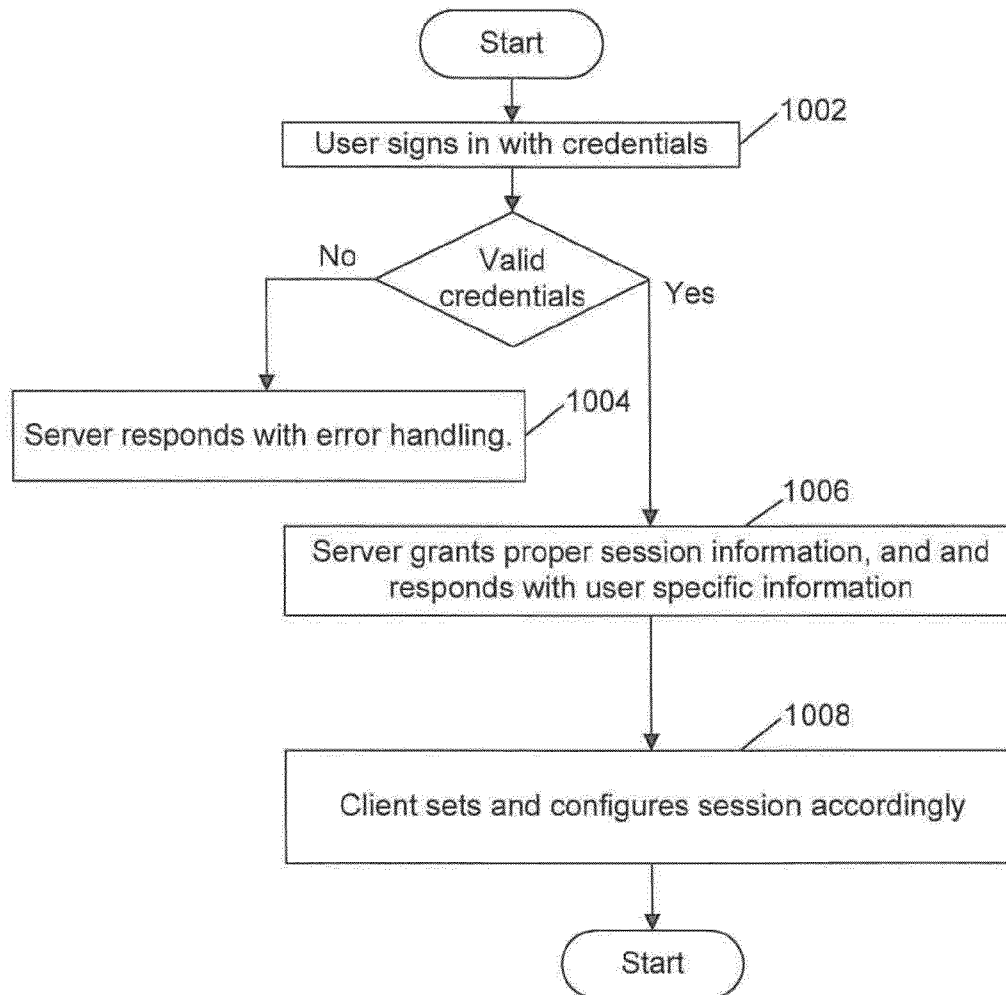 Start
1002
User signs in with credentials
No
Valid
credentials
Yes
1004
Server responds with error handling.
1006
Server grants proper session information, and and
responds with user specific information
1008
Client sets and configures session accordingly
Start